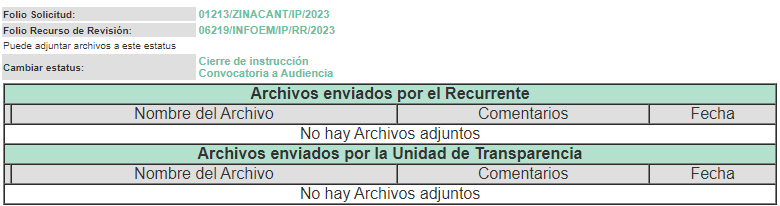 Folio Solicitud: 01213/ZINACANT/IP/2023
Folio Recurso de Revisión: 06219/INFOEM/IP/RR/2023
Puede adjuntar archivos a este estatus
Cambiar estatus: Cierre de instrucción
Convocatoria a Audiencia
Archivos enviados por el Recurrente
Nombre del Archivo Comentarios Fecha
No hay Archivos adjuntos
Archivos enviados por la Unidad de Transparencia
Nombre del Archivo Comentarios Fecha
No hay Archivos adjuntos